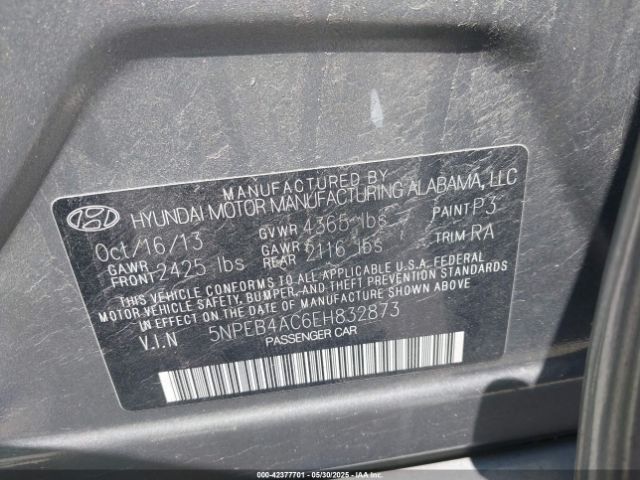 MANUFACTURED BY
HYUNDAI MOTOR MANUFACTURING ALABAMA, LLC
Oct/16/13 GVWR 4365 lbs PAINT P3
GAWR FRONT 2425 lbs GAWR REAR 2116 lbs TRIM RA
THIS VEHICLE CONFORMS TO ALL APPLICABLE U.S.A. FEDERAL
MOTOR VEHICLE SAFETY, BUMPER AND THEFT PREVENTION STANDARDS
IN EFFECT ON THE DATE OF MANUFACTURE SHOWN ABOVE.
V.I.N 5NPEB4AC6EH832873
PASSENGER CAR
000-42377701 - 05/30/2025 - IAAI.COM